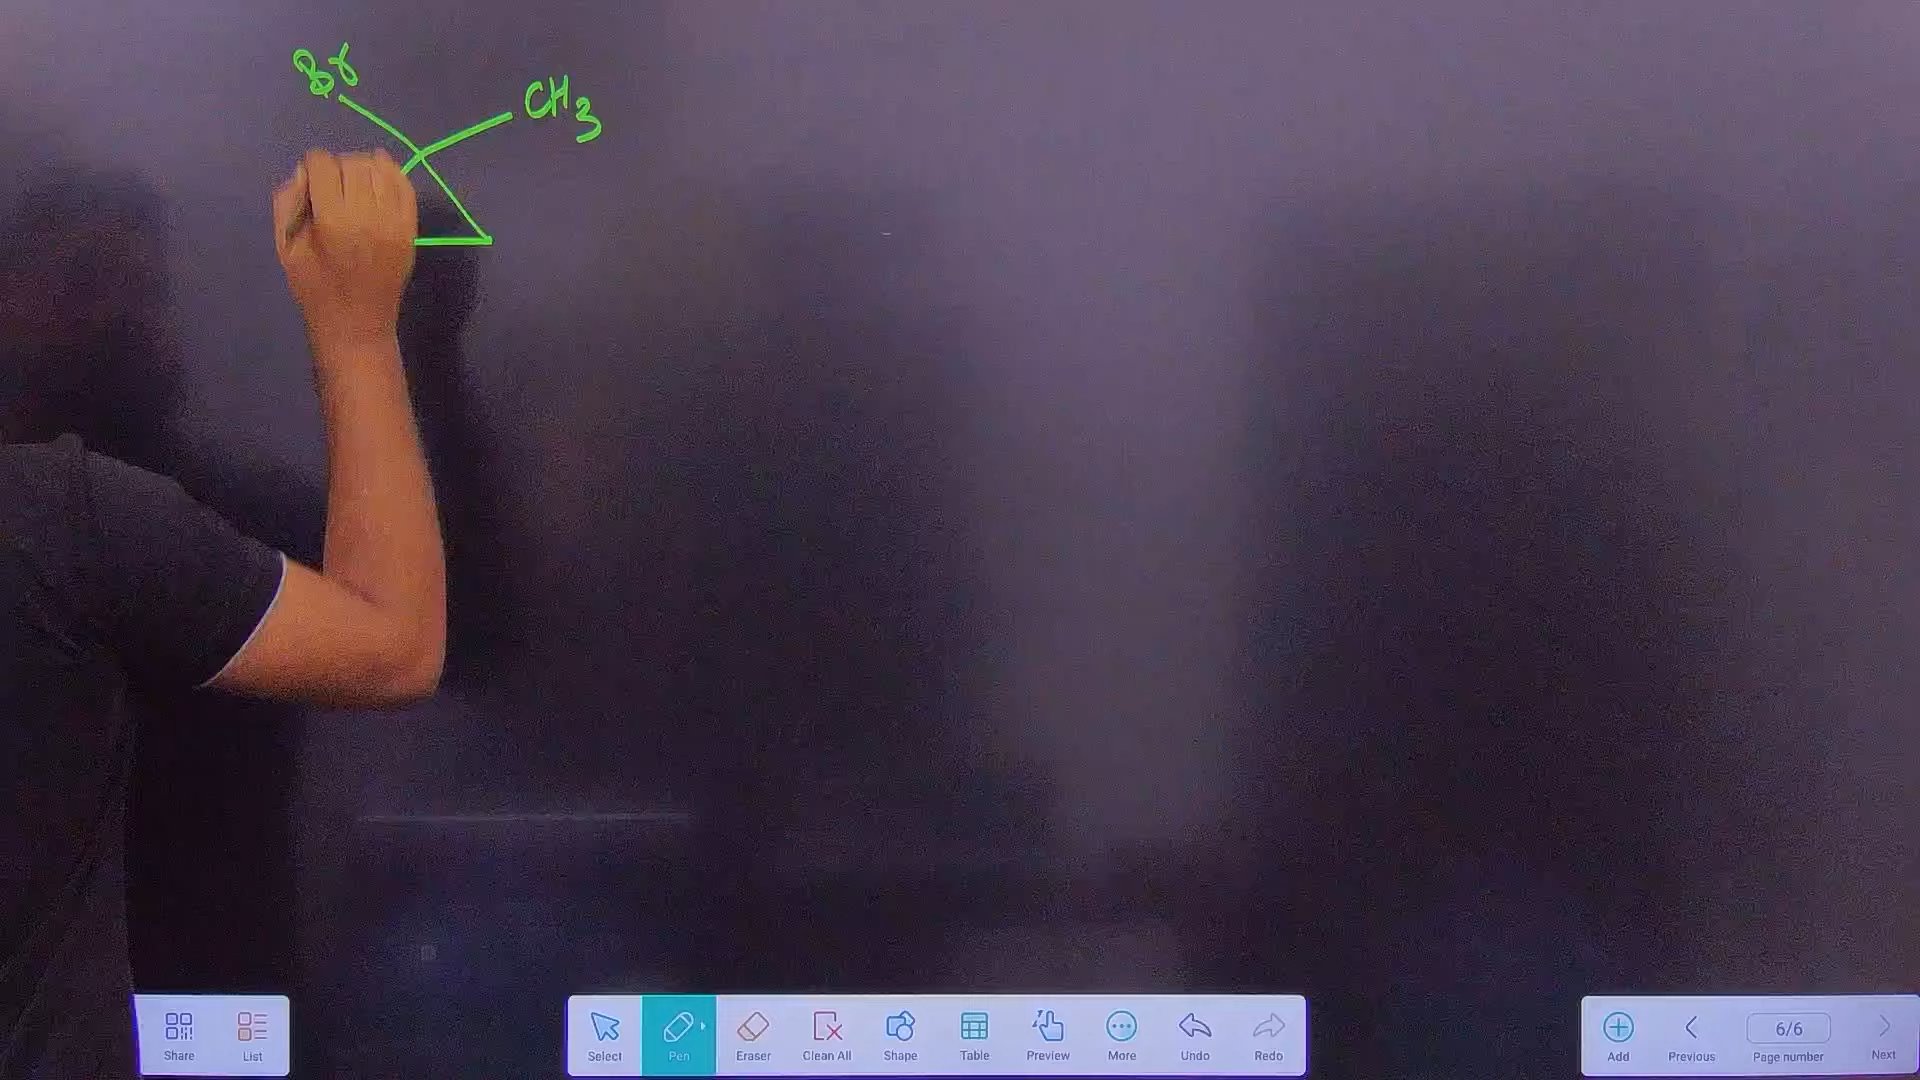 Br
CH3
Share
List
Select
Pen
Eraser
Clean All
Shape
Table
Preview
More
Undo
Redo
Add
Previous
6/6
Page number
Next